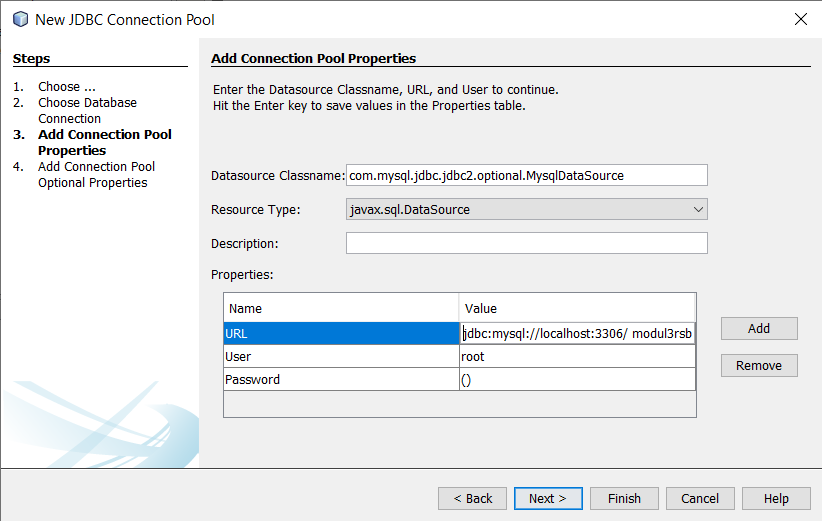 New JDBC Connection Pool
Steps
1. Choose ...
2. Choose Database
Connection
3. Add Connection Pool
Properties
4. Add Connection Pool
Optional Properties
Add Connection Pool Properties
Enter the Datasource Classname, URL, and User to continue.
Hit the Enter key to save values in the Properties table.
Datasource Classname: com.mysql.jdbc.jdbc2.optional.MysqlDataSource
Resource Type: javax.sql.DataSource
Description:
Properties:
Name Value
URL jdbc:mysql://localhost:3306/ modul3rsb
User root
Password ()
Add
Remove
< Back Next > Finish Cancel Help